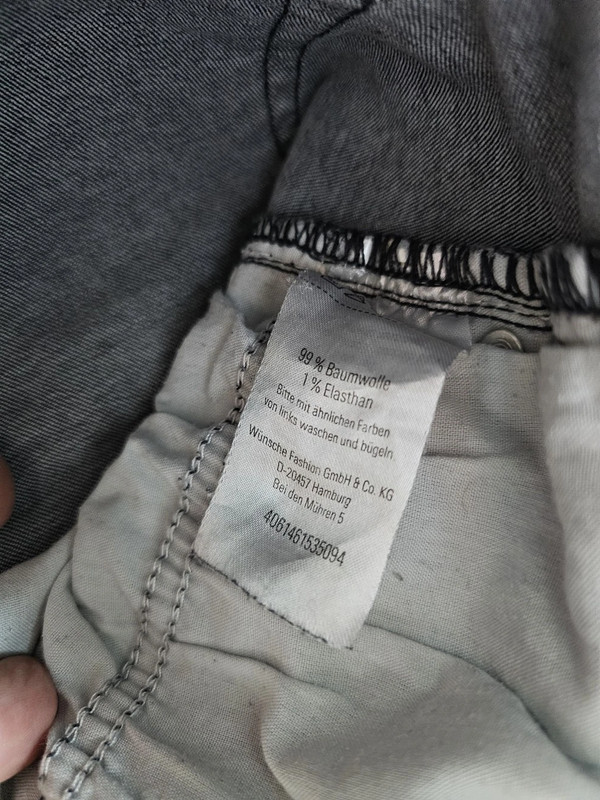 99 % Baumwolle
1 % Elasthan
Bitte mit ähnlichen Farben
von links waschen und bügeln.
Wünsche Fashion GmbH & Co. KG
D-20457 Hamburg
Bei den Mühren 5
4061461535094